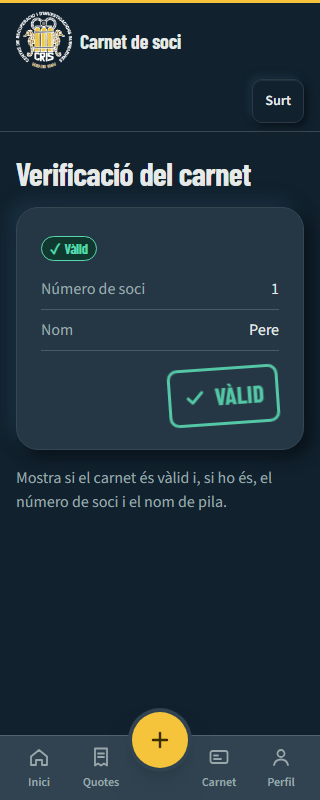 CRIS
Carnet de soci
Surt
Verificació del carnet
✓ Vàlid
Número de soci 1
Nom Pere
✓ VÀLID
Mostra si el carnet és vàlid i, si ho és, el
número de soci i el nom de pila.
+
Inici Quotes Carnet Perfil